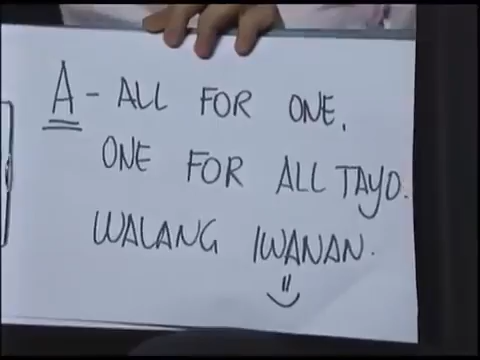 A - ALL FOR ONE,
ONE FOR ALL TAYO.
WALANG IWANAN.